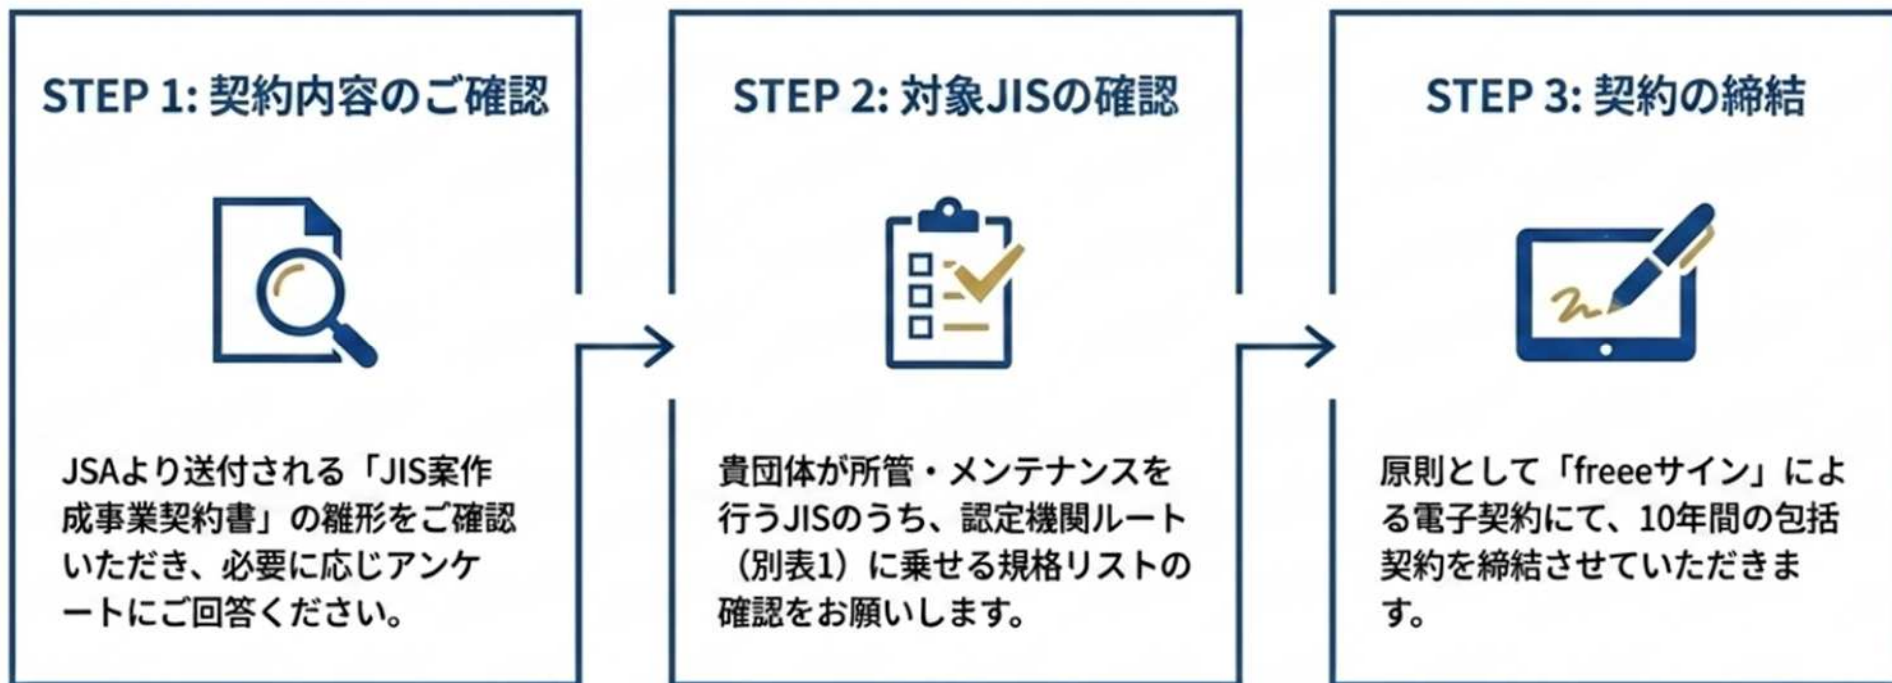 STEP 1: 契約内容のご確認
JSAより送付される「JIS案作
成事業契約書」の雛形をご確認
いただき、必要に応じアンケ
ートにご回答ください。
STEP 2: 対象JISの確認
貴団体が所管・メンテナンスを
行うJISのうち、認定機関ルート
（別表1）に乗せる規格リストの
確認をお願いします。
STEP 3: 契約の締結
原則として「freeeサイン」によ
る電子契約にて、10年間の包括
契約を締結させていただきま
す。